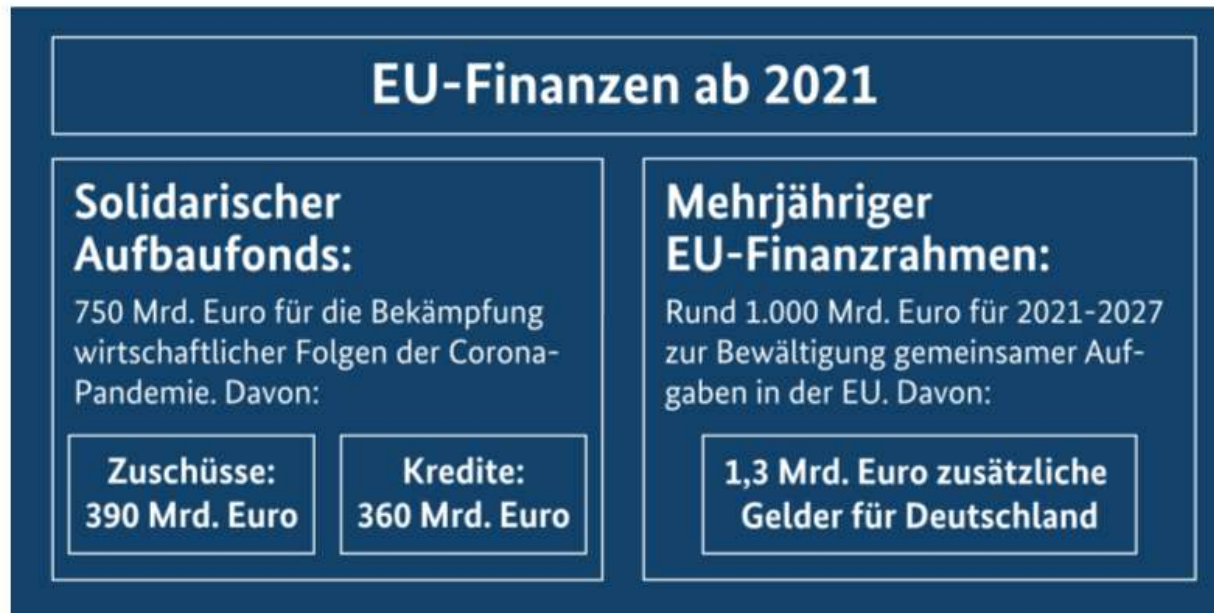 EU-Finanzen ab 2021
Solidarischer
Aufbaufonds:
750 Mrd. Euro für die Bekämpfung
wirtschaftlicher Folgen der Corona-
Pandemie. Davon:
Zuschüsse:
390 Mrd. Euro
Kredite:
360 Mrd. Euro
Mehrjähriger
EU-Finanzrahmen:
Rund 1.000 Mrd. Euro für 2021-2027
zur Bewältigung gemeinsamer Auf-
gaben in der EU. Davon:
1,3 Mrd. Euro zusätzliche
Gelder für Deutschland